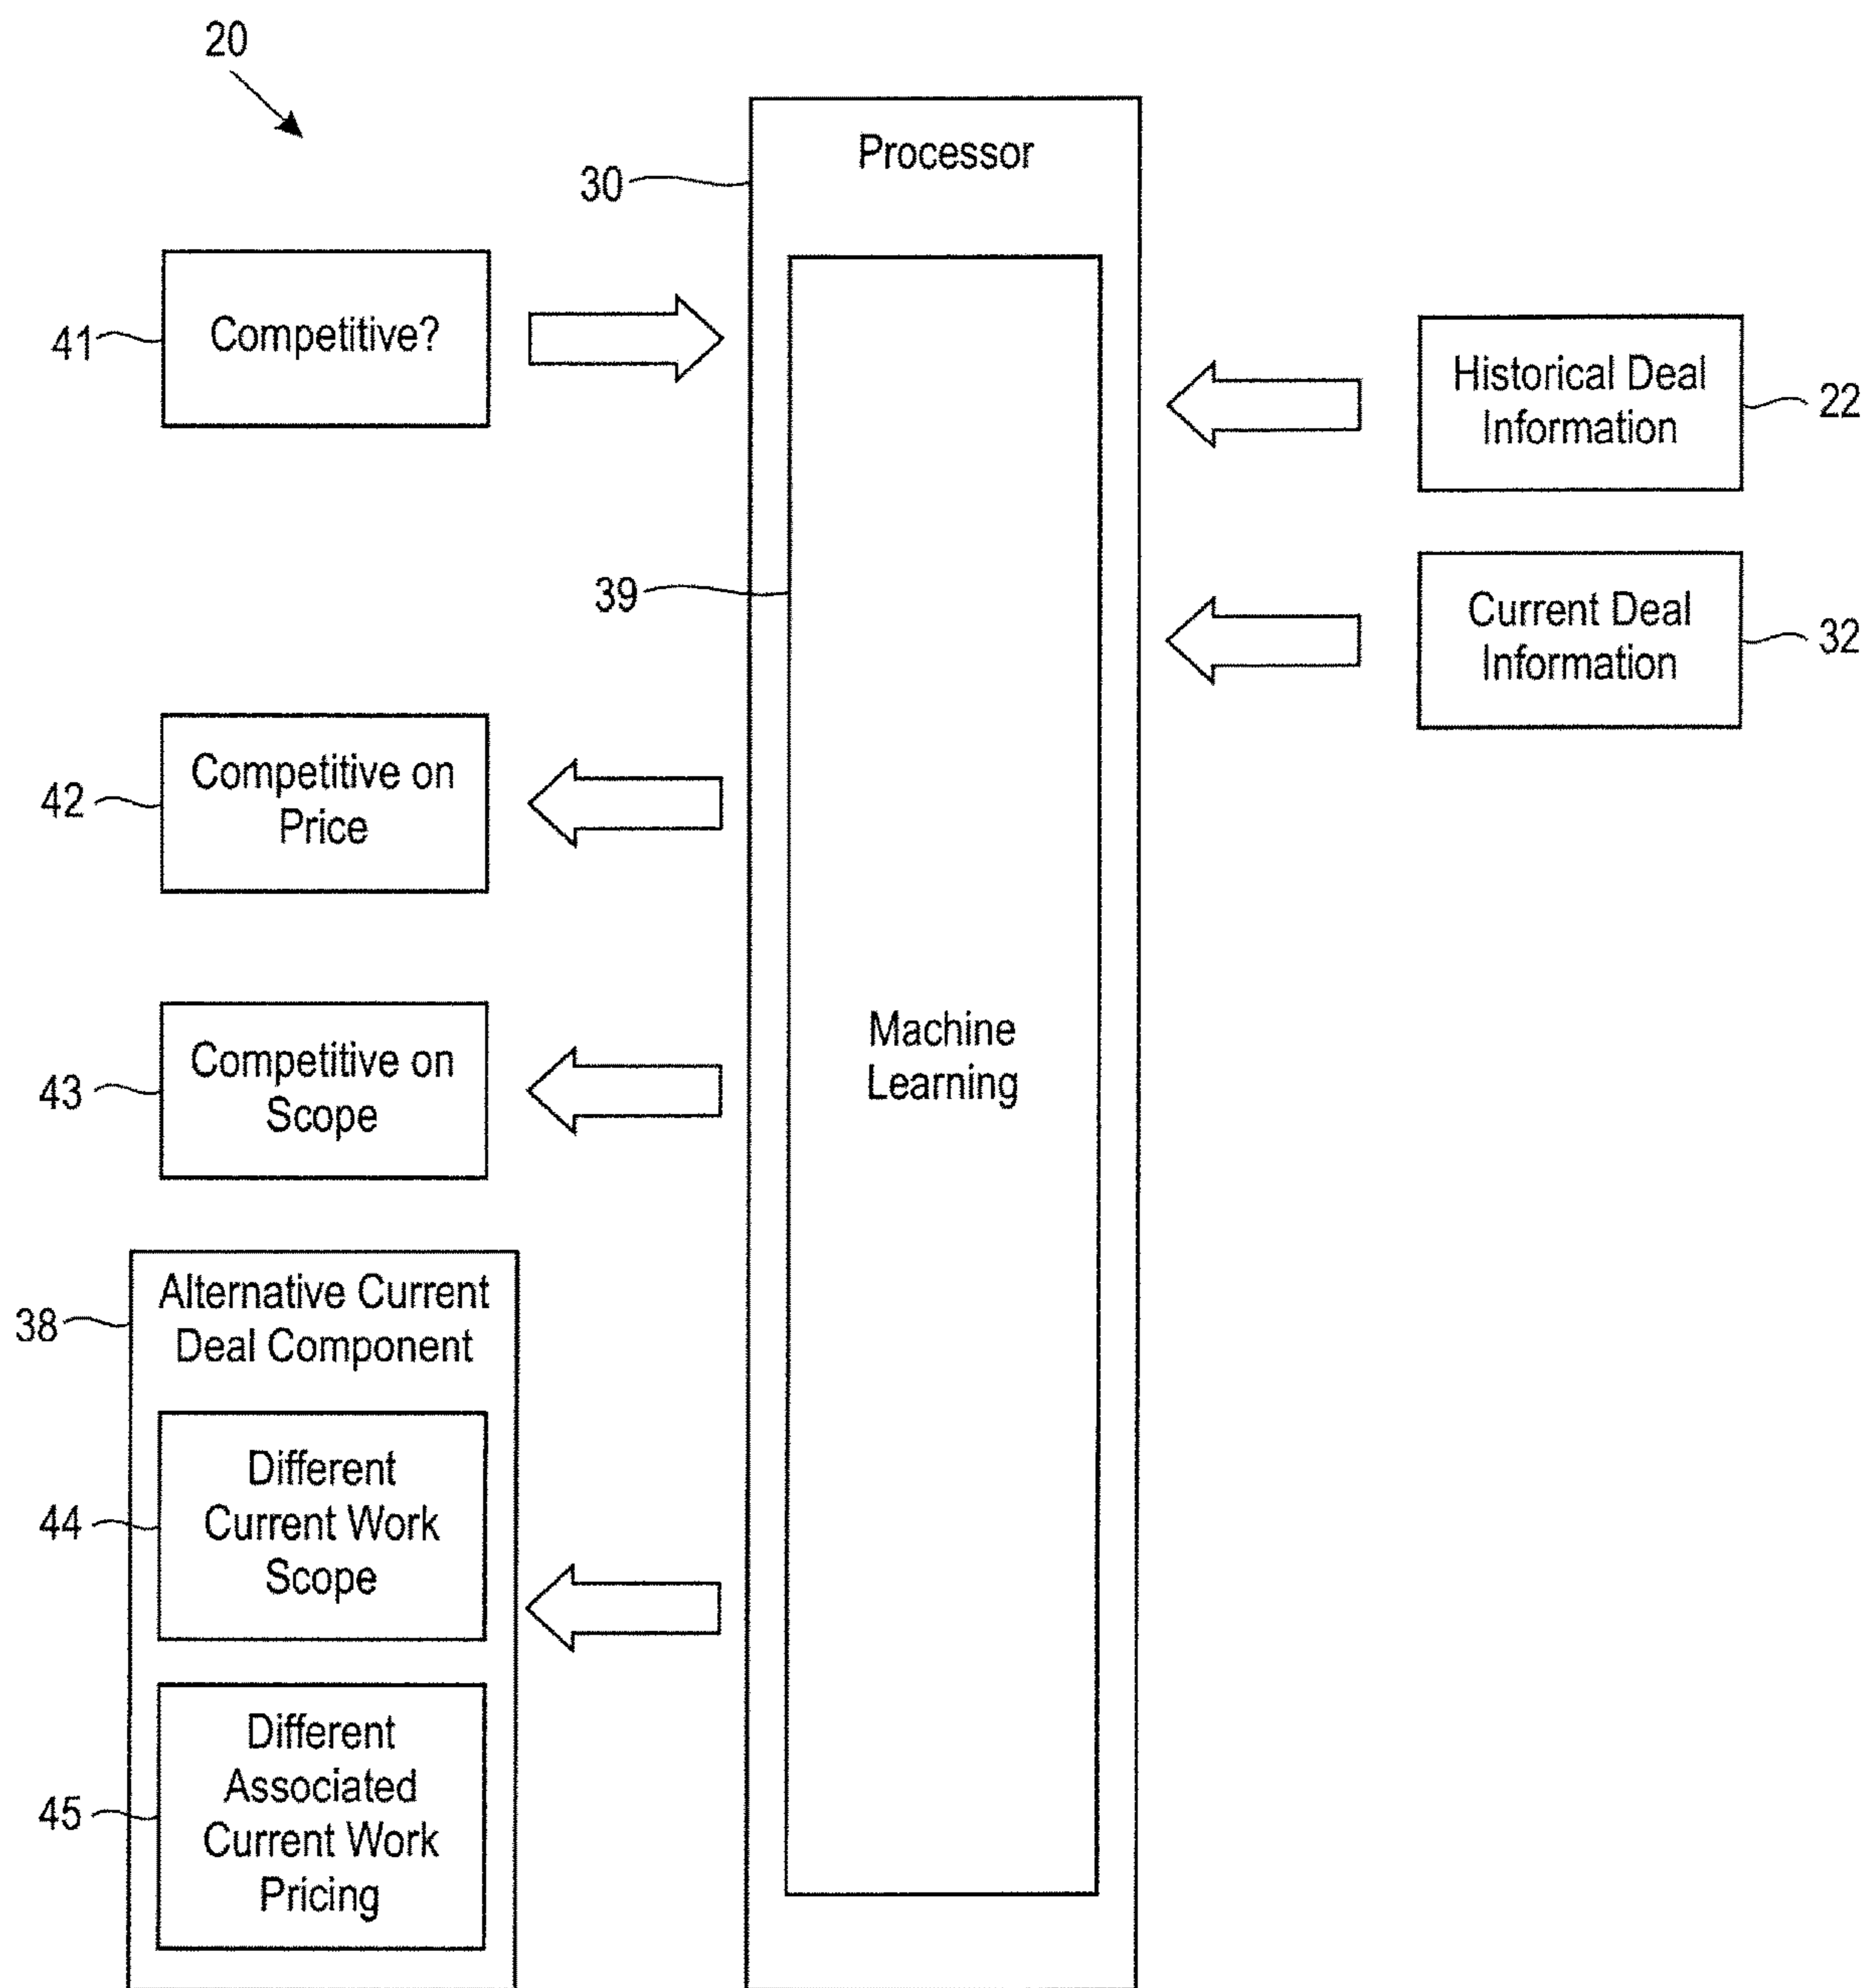 20
Processor
30
Competitive?
41
Historical Deal
Information
22
39
Current Deal
Information
32
Competitive on
Price
42
Machine
Learning
Competitive on
Scope
43
Alternative Current
Deal Component
38
Different
Current Work
Scope
44
Different
Associated
Current Work
Pricing
45